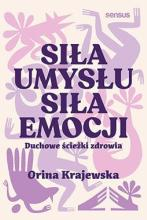 sensus
SIŁA
UMYSŁU
SIŁA
EMOCJI
Duchowe ścieżki zdrowia
Orina Krajewska